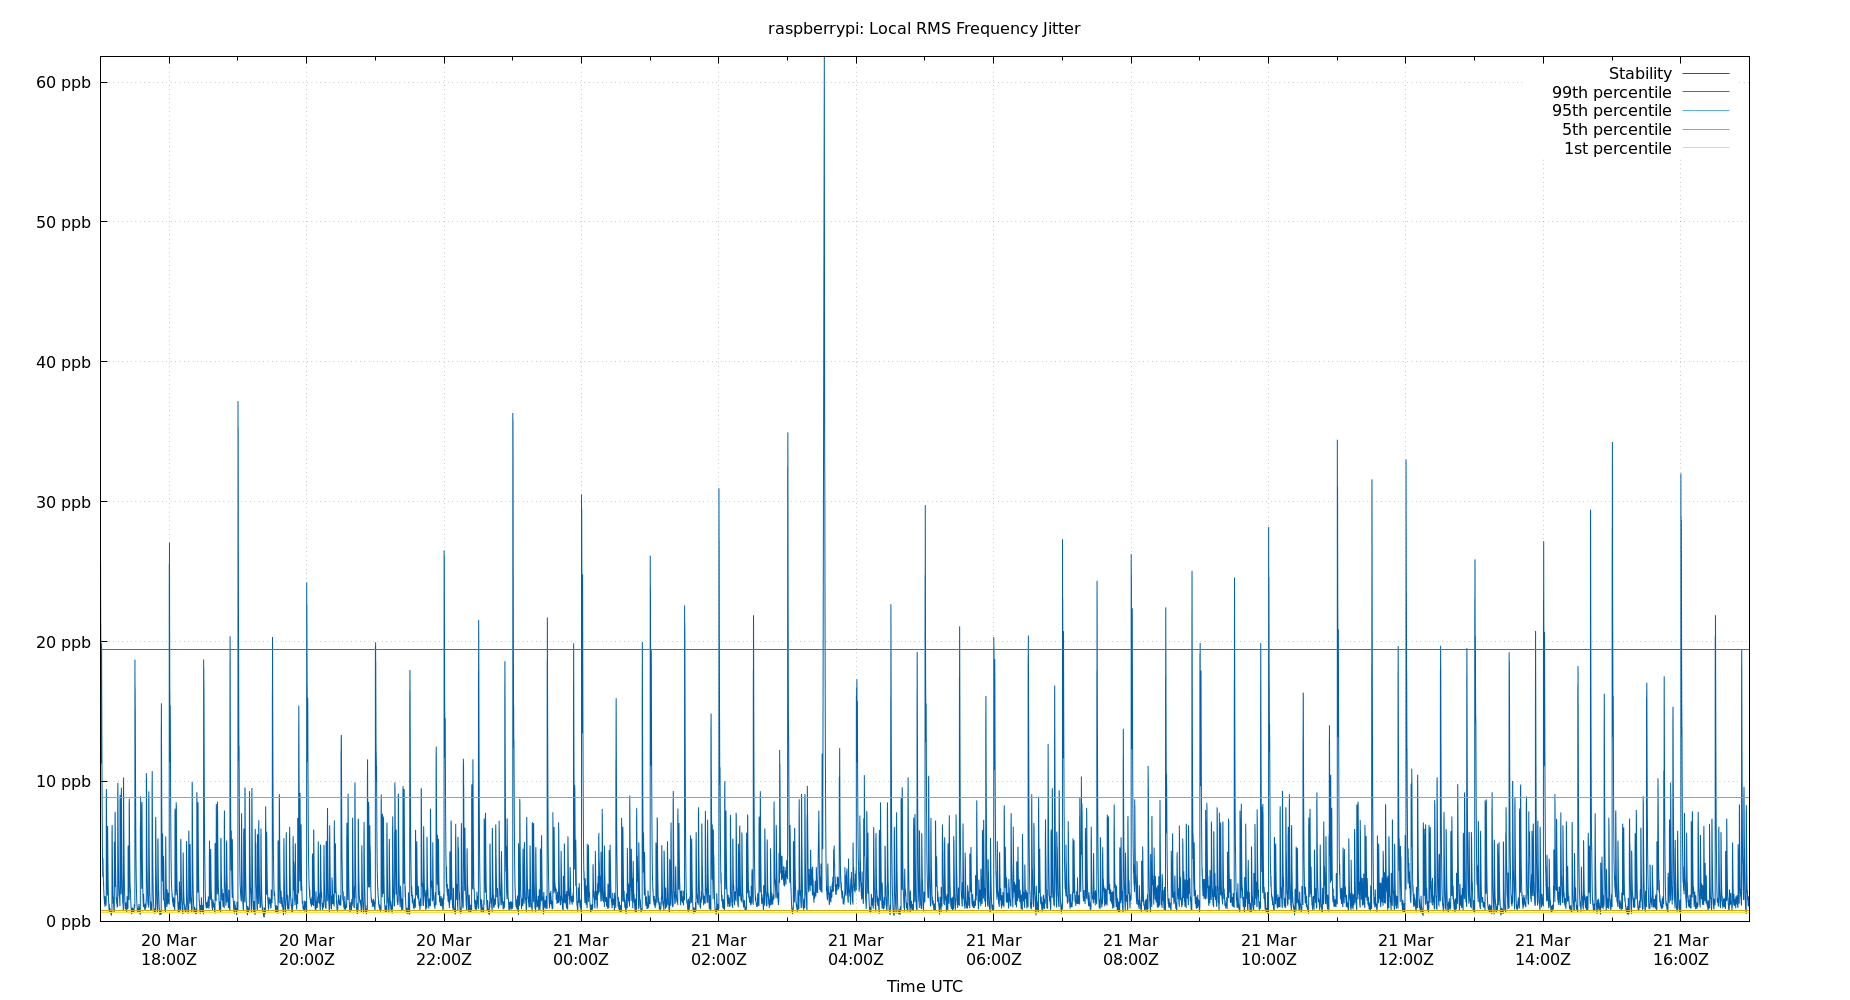 raspberrypi: Local RMS Frequency Jitter
Stability
99th percentile
95th percentile
5th percentile
1st percentile
60 ppb
50 ppb
40 ppb
30 ppb
20 ppb
10 ppb
0 ppb
20 Mar 20 Mar 20 Mar 21 Mar 21 Mar 21 Mar 21 Mar 21 Mar 21 Mar 21 Mar 21 Mar 21 Mar
18:00Z 20:00Z 22:00Z 00:00Z 02:00Z 04:00Z 06:00Z 08:00Z 10:00Z 12:00Z 14:00Z 16:00Z
Time UTC